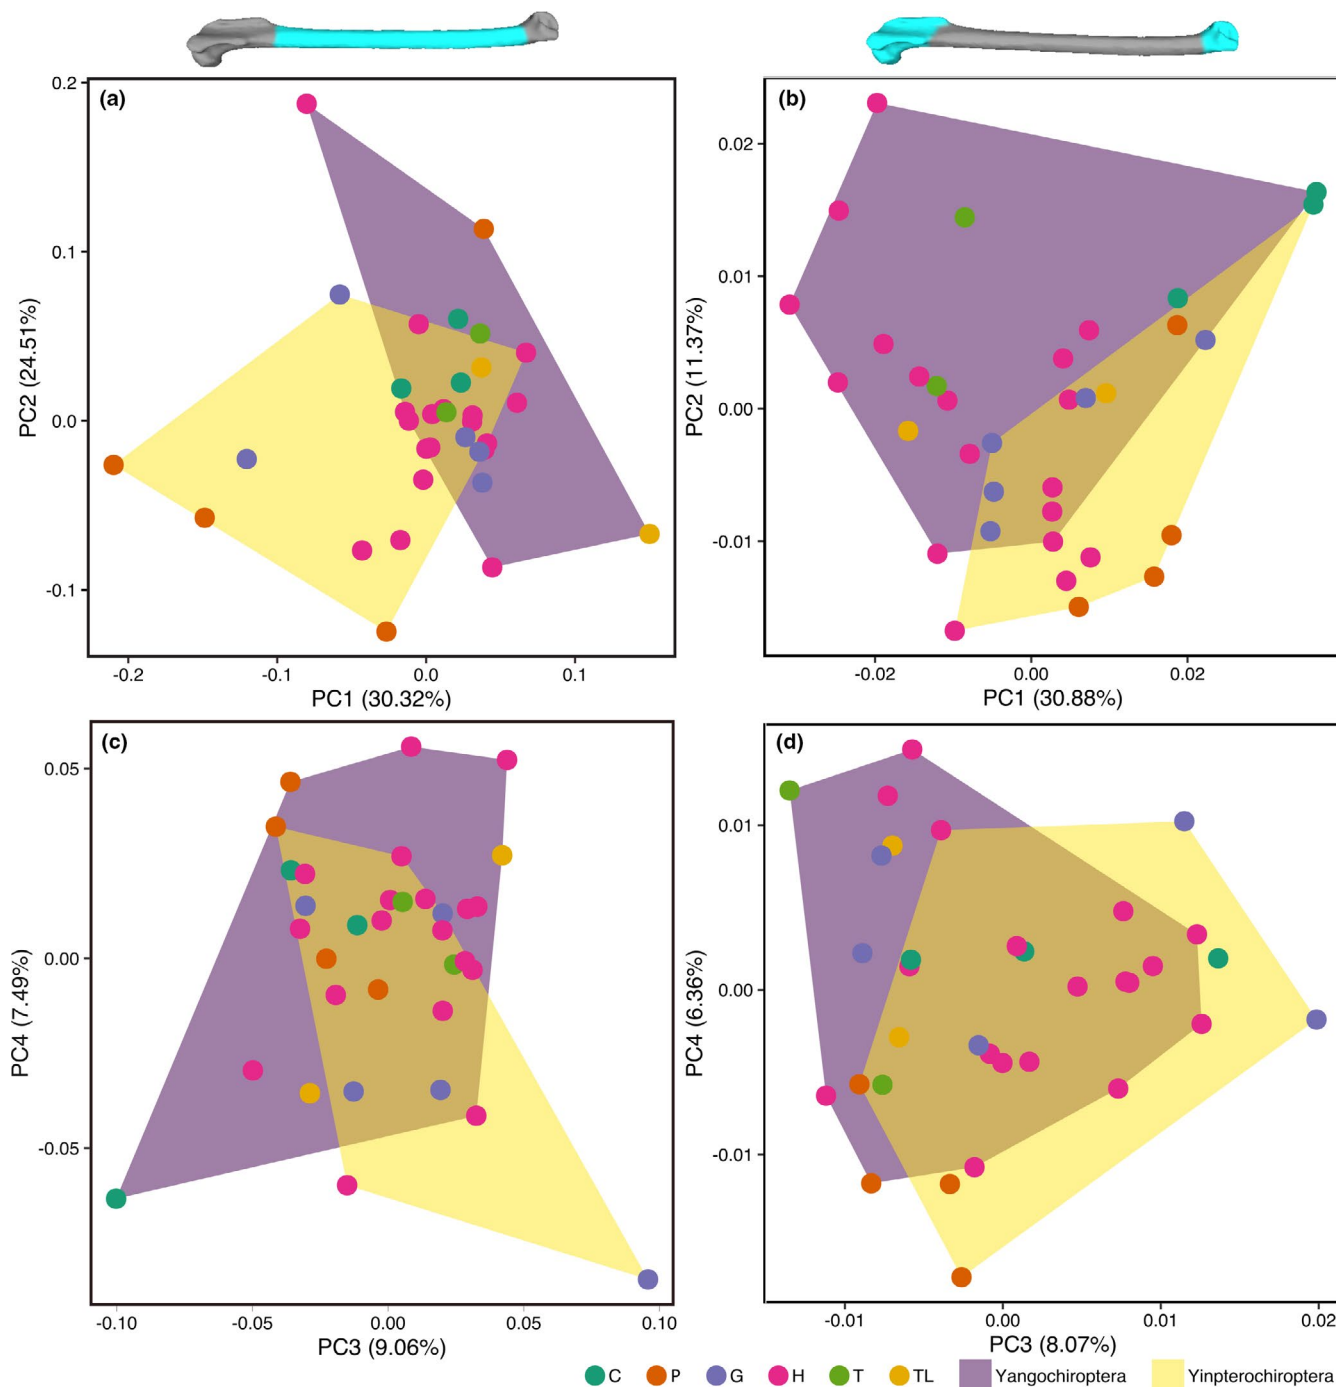 (a)
0.2
0.1
0.0
-0.1
PC2 (24.51%)
-0.2 -0.1 0.0 0.1
PC1 (30.32%)
(b)
0.02
0.01
0.00
-0.01
PC2 (11.37%)
-0.02 0.00 0.02
PC1 (30.88%)
(c)
0.05
0.00
-0.05
PC4 (7.49%)
-0.10 -0.05 0.00 0.05 0.10
PC3 (9.06%)
(d)
0.01
0.00
-0.01
PC4 (6.36%)
-0.01 0.00 0.01 0.02
PC3 (8.07%)
C P G H T TL Yangochiroptera Yinpterochiroptera